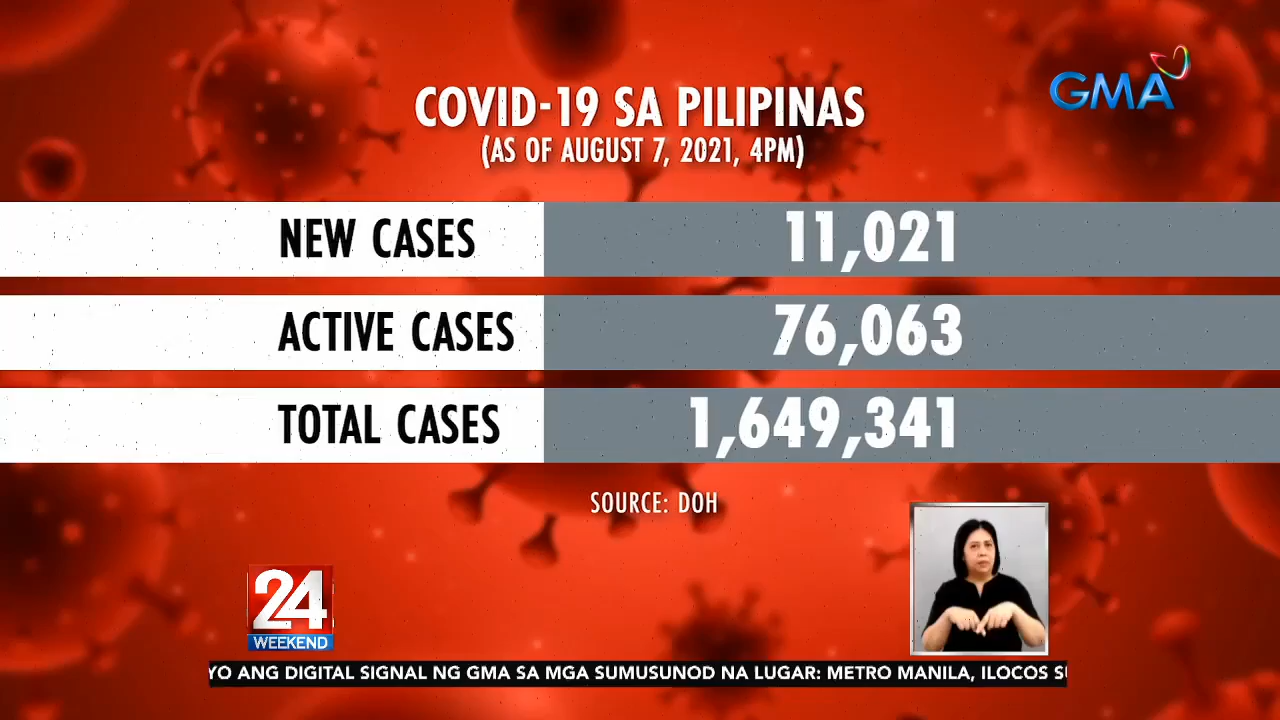 GMA
COVID-19 SA PILIPINAS
(AS OF AUGUST 7, 2021, 4PM)
NEW CASES 11,021
ACTIVE CASES 76,063
TOTAL CASES 1,649,341
SOURCE: DOH
24
WEEKEND
YO ANG DIGITAL SIGNAL NG GMA SA MGA SUMUSUNOD NA LUGAR: METRO MANILA, ILOCOS